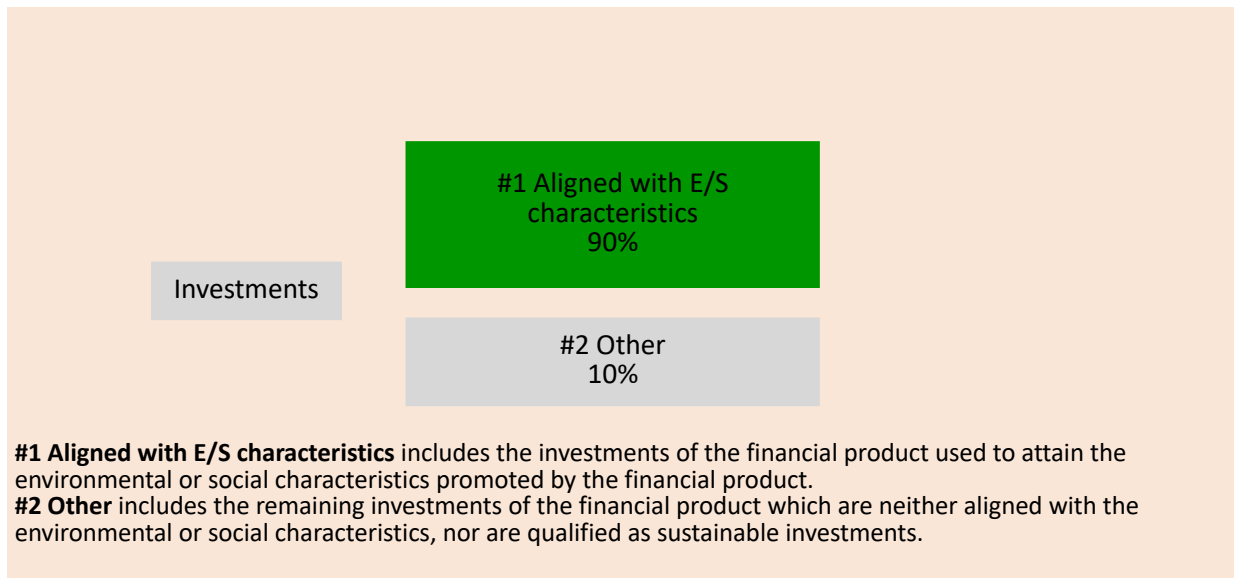 #1 Aligned with E/S
characteristics
90%
Investments
#2 Other
10%
#1 Aligned with E/S characteristics includes the investments of the financial product used to attain the
environmental or social characteristics promoted by the financial product.
#2 Other includes the remaining investments of the financial product which are neither aligned with the
environmental or social characteristics, nor are qualified as sustainable investments.